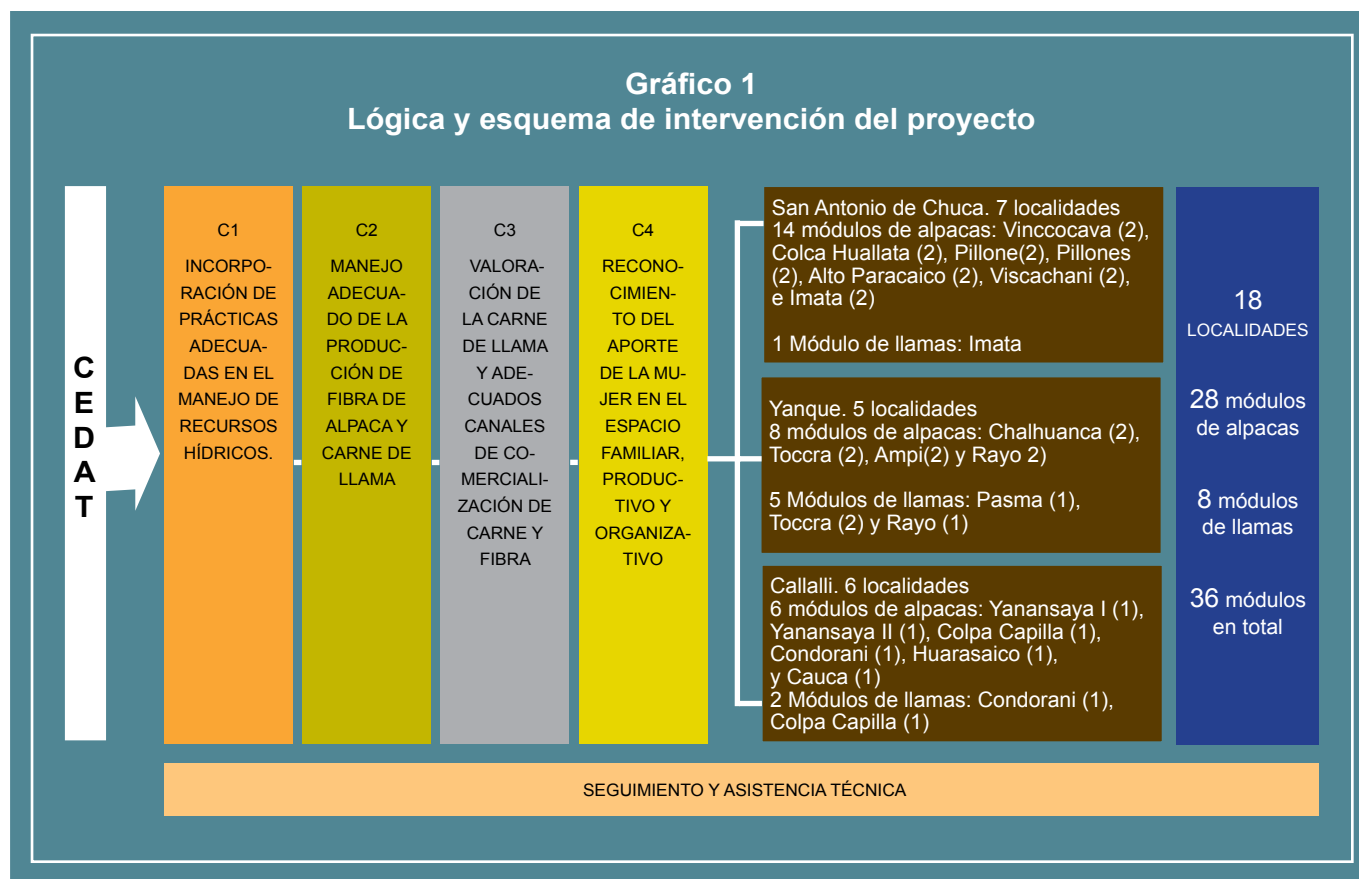 Gráfico 1
Lógica y esquema de intervención del proyecto
C
E
D
A
T
C1
INCORPO-
RACIÓN DE
PRÁCTICAS
ADECUA-
DAS EN EL
MANEJO DE
RECURSOS
HÍDRICOS.
C2
MANEJO
ADECUA-
DO DE LA
PRODUC-
CIÓN DE
FIBRA DE
ALPACA Y
CARNE DE
LLAMA
C3
VALORA-
CIÓN DE
LA CARNE
DE LLAMA
Y ADE-
CUADOS
CANALES
DE CO-
MERCIALI-
ZACIÓN DE
CARNE Y
FIBRA
C4
RECONO-
CIMIEN-
TO DEL
APORTE
DE LA MU-
JER EN EL
ESPACIO
FAMILIAR,
PRODUC-
TIVO Y
ORGANIZA-
TIVO
San Antonio de Chuca. 7 localidades
14 módulos de alpacas: Vinccocava (2),
Colca Huallata (2), Pillone(2), Pillones
(2), Alto Paracaico (2), Viscachani (2),
e Imata (2)
1 Módulo de llamas: Imata
Yanque. 5 localidades
8 módulos de alpacas: Chalhuanca (2),
Toccra (2), Ampi(2) y Rayo 2)
5 Módulos de llamas: Pasma (1),
Toccra (2) y Rayo (1)
Callalli. 6 localidades
6 módulos de alpacas: Yanansaya I (1),
Yanansaya II (1), Colpa Capilla (1),
Condorani (1), Huarasaico (1),
y Cauca (1)
2 Módulos de llamas: Condorani (1),
Colpa Capilla (1)
18
LOCALIDADES
28 módulos
de alpacas
8 módulos
de llamas
36 módulos
en total
SEGUIMIENTO Y ASISTENCIA TÉCNICA